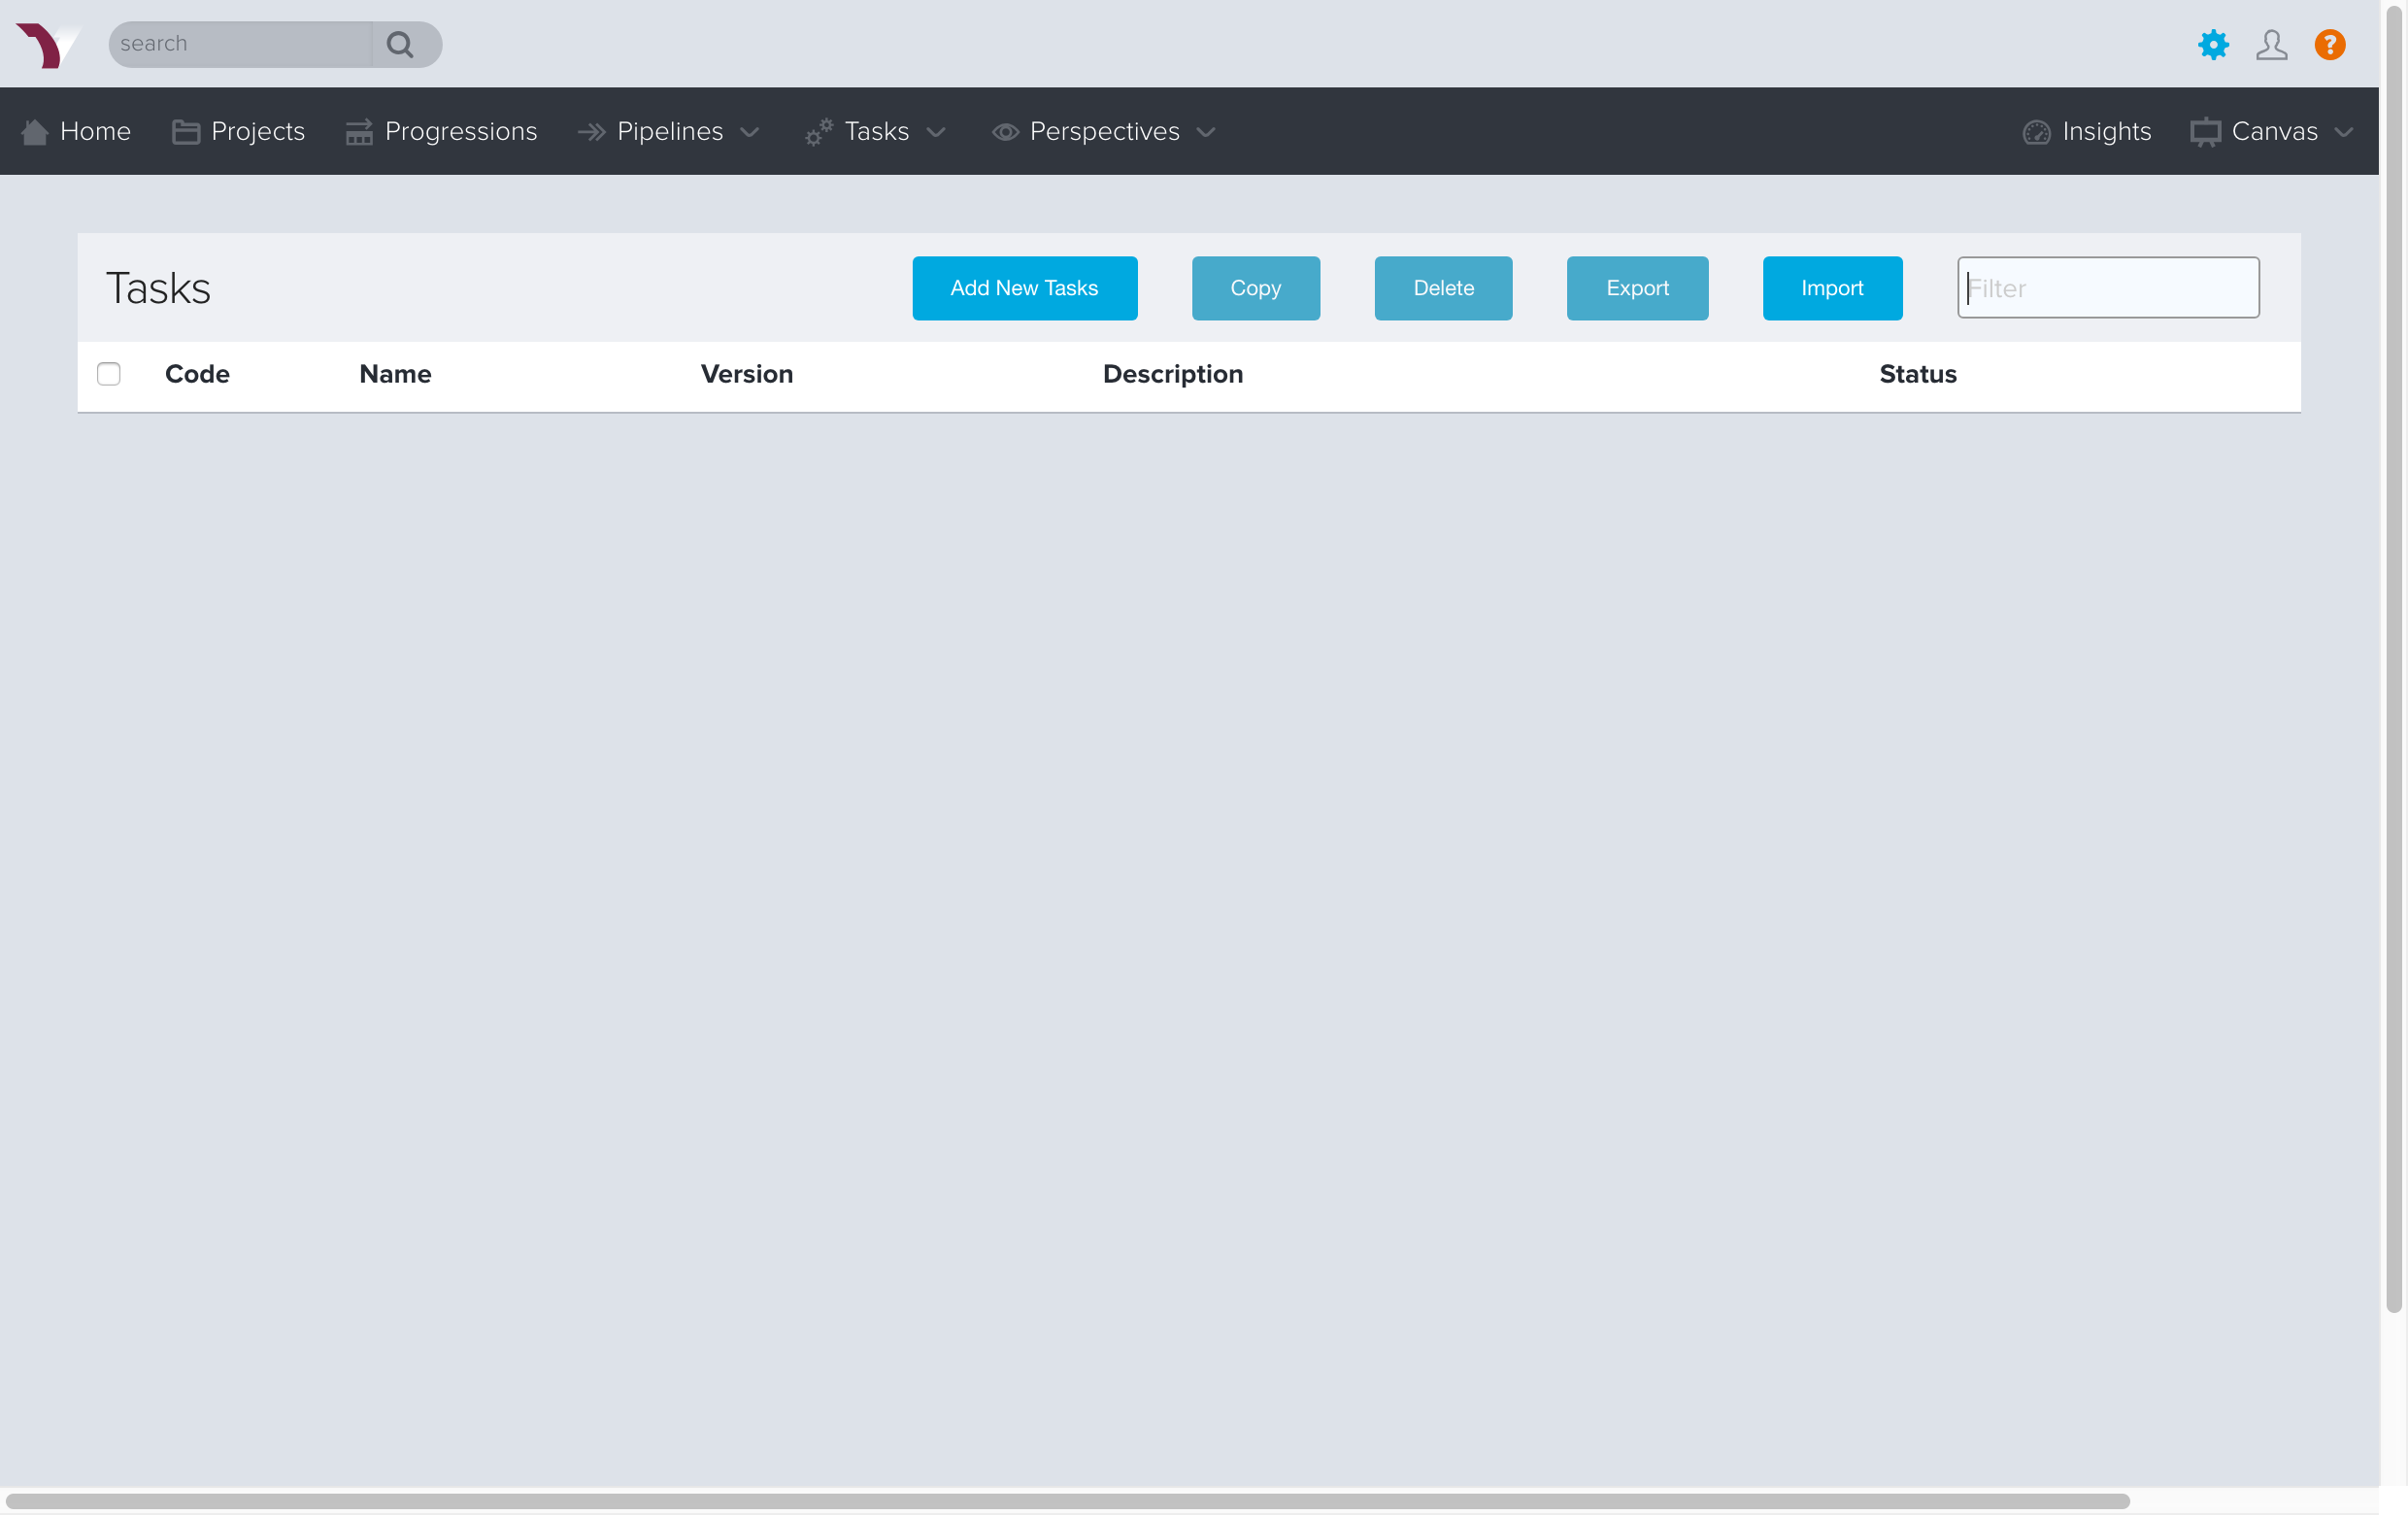 search
?
Home Projects Progressions Pipelines Tasks Perspectives Insights Canvas
Tasks Add New Tasks Copy Delete Export Import Filter
Code Name Version Description Status